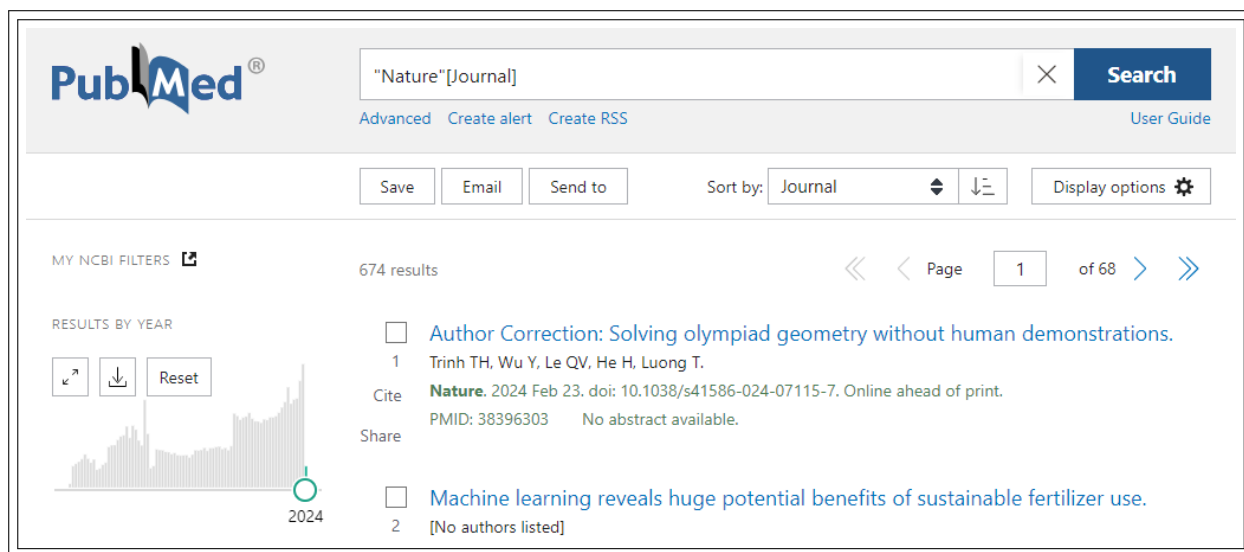 PubMed®
"Nature"[Journal]
Search
Advanced Create alert Create RSS
User Guide
Save Email Send to
Sort by: Journal
Display options
MY NCBI FILTERS
674 results
Page 1 of 68
RESULTS BY YEAR
Reset
2024
Author Correction: Solving olympiad geometry without human demonstrations.
1
Trinh TH, Wu Y, Le QV, He H, Luong T.
Cite
Nature. 2024 Feb 23. doi: 10.1038/s41586-024-07115-7. Online ahead of print.
Share
PMID: 38396303 No abstract available.
Machine learning reveals huge potential benefits of sustainable fertilizer use.
2
[No authors listed]